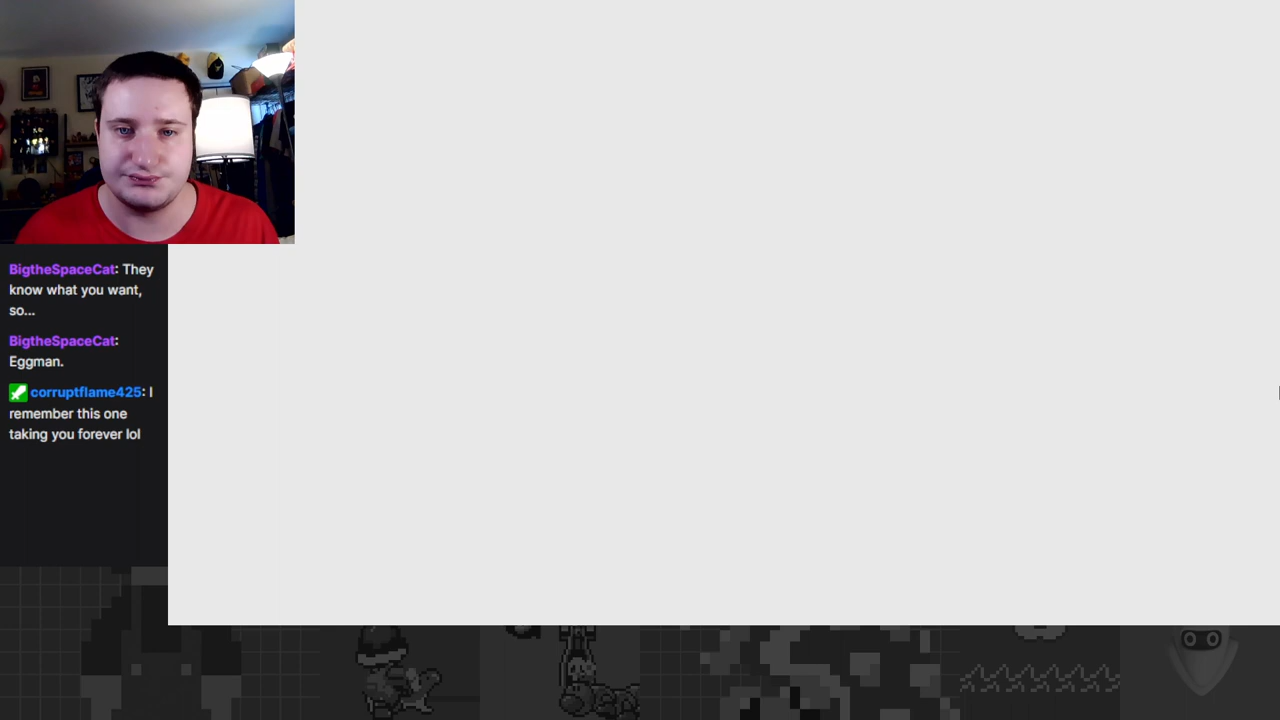 BigtheSpaceCat: They
know what you want,
so...
BigtheSpaceCat:
Eggman.
corruptflame425: I
remember this one
taking you forever lol